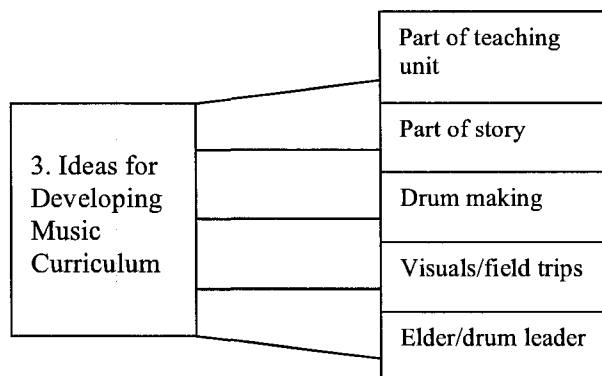 3. Ideas for
Developing
Music
Curriculum
Part of teaching
unit
Part of story
Drum making
Visuals/field trips
Elder/drum leader